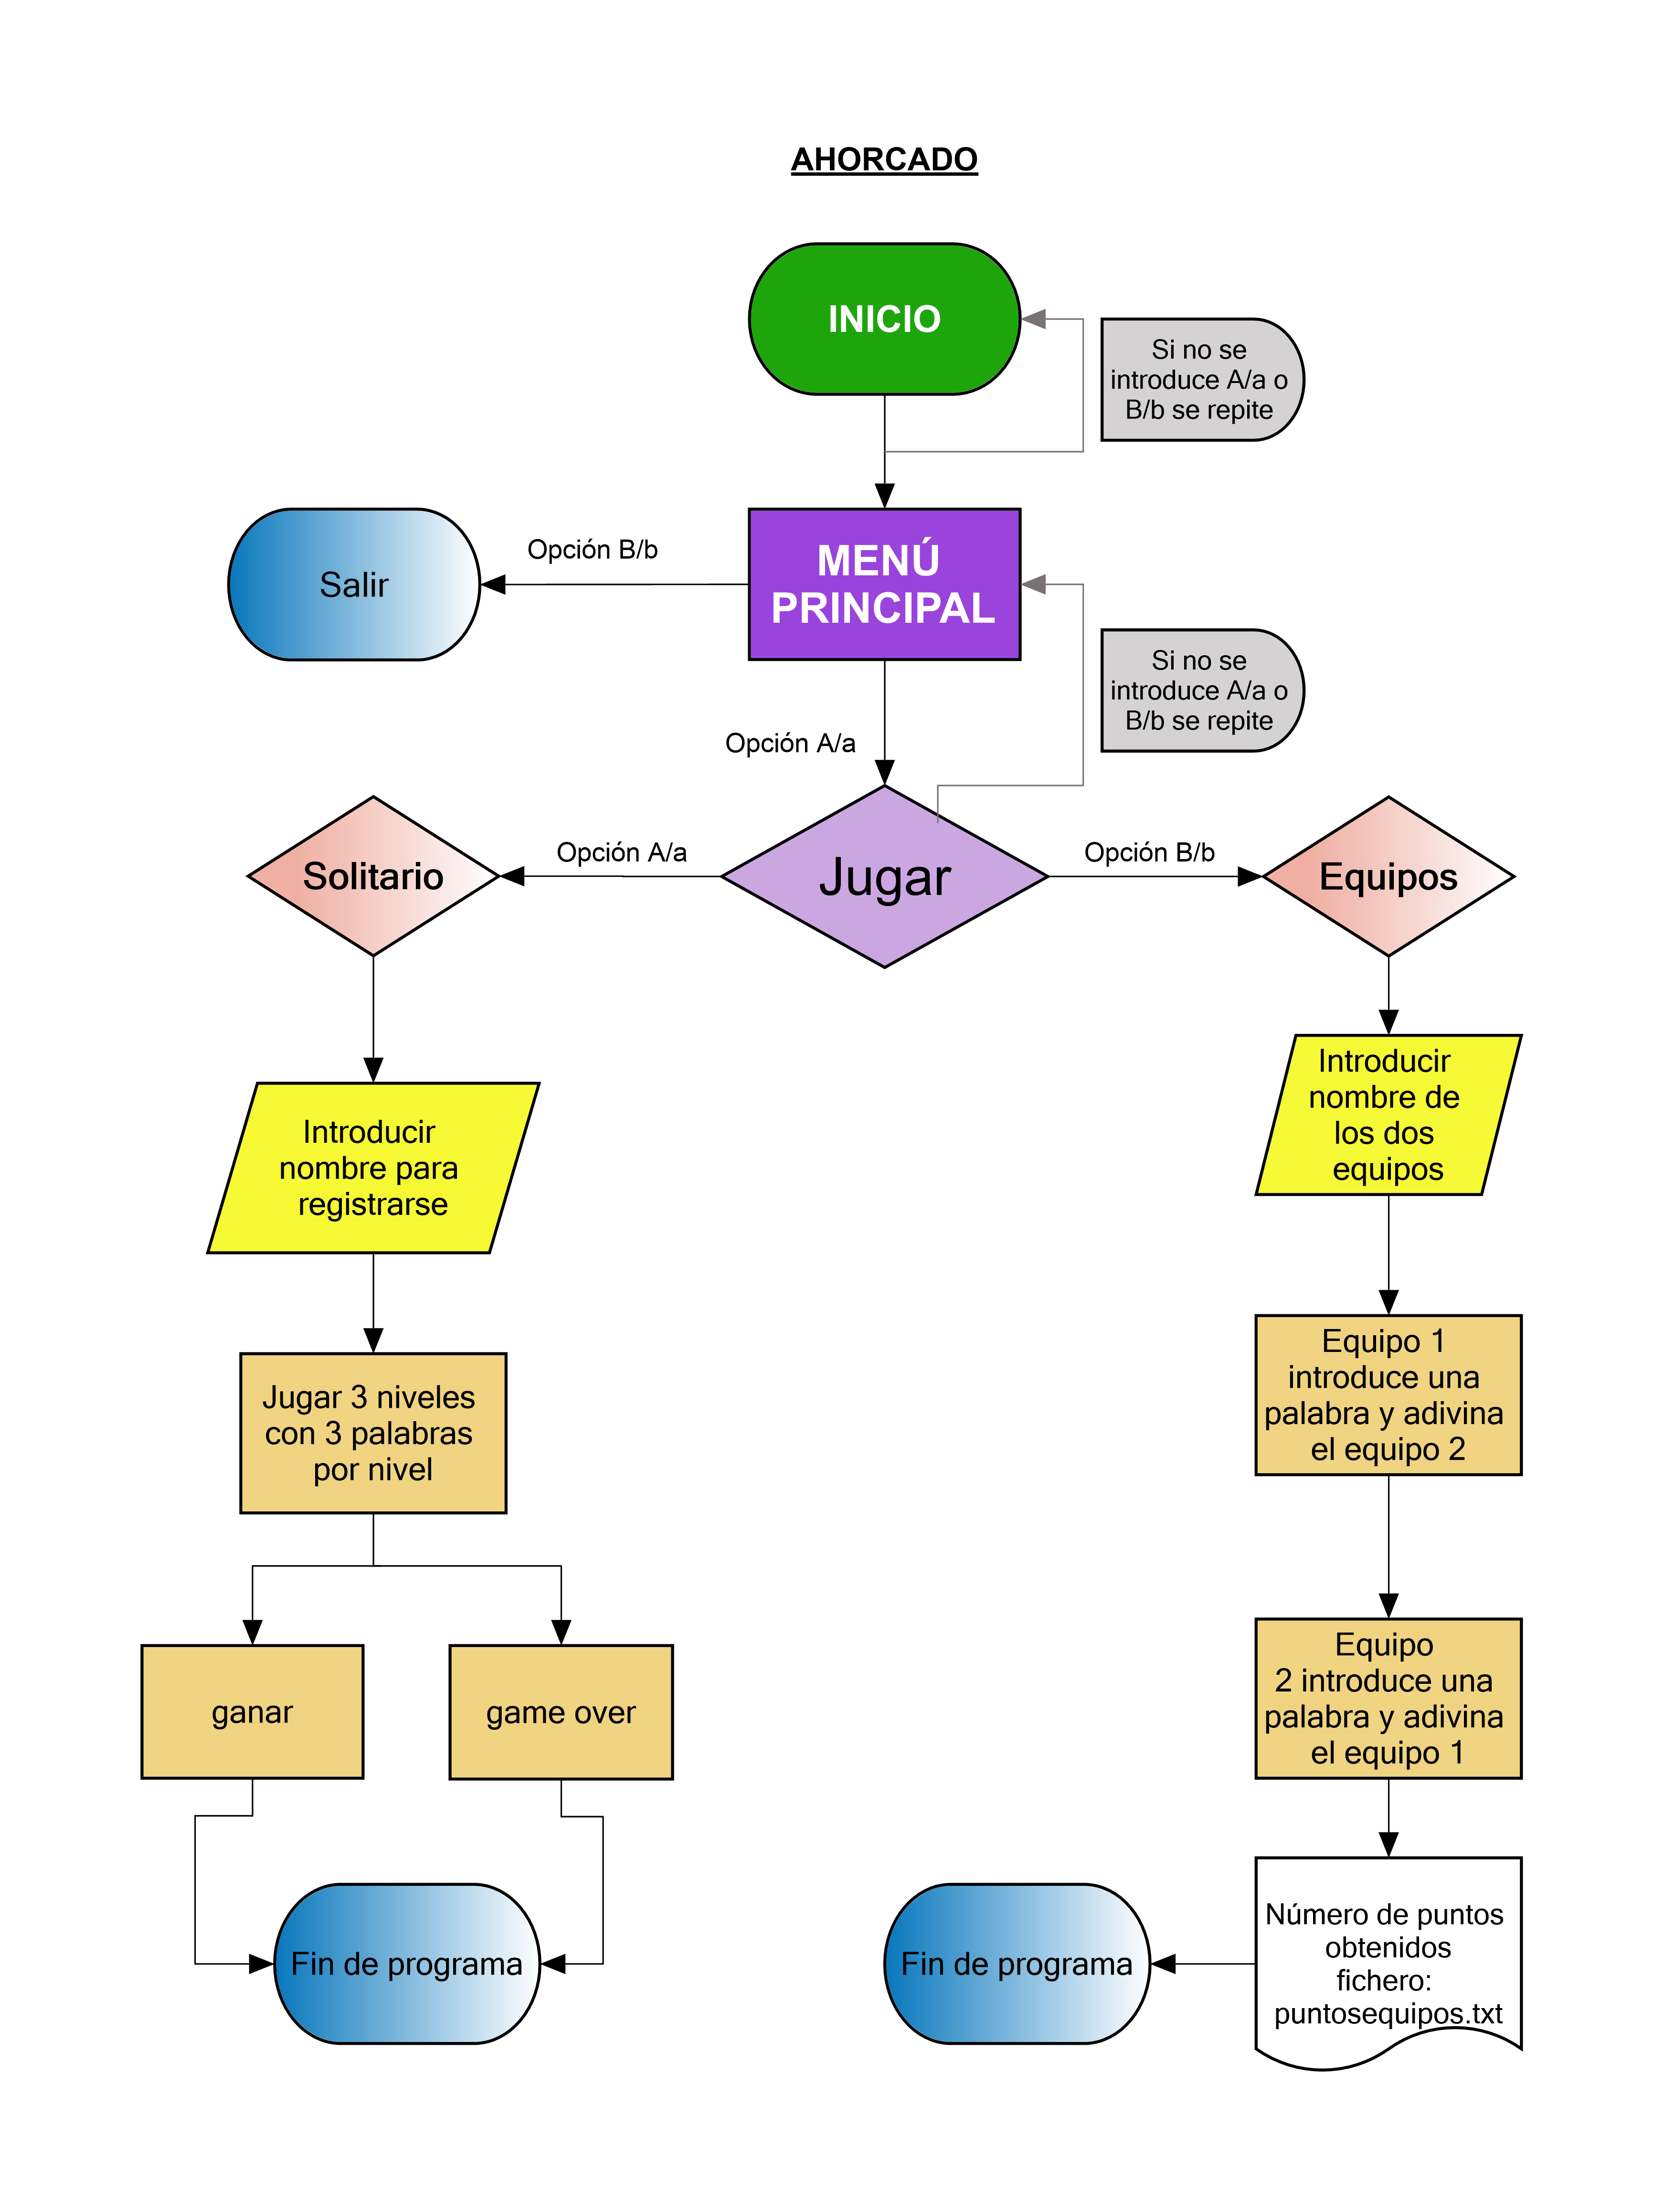 AHORCADO
INICIO
Si no se
introduce A/a o
B/b se repite
Opción B/b
Salir
MENÚ
PRINCIPAL
Si no se
introduce A/a o
B/b se repite
Opción A/a
Solitario
Opción A/a
Jugar
Opción B/b
Equipos
Introducir
nombre para
registrarse
Introducir
nombre de
los dos
equipos
Jugar 3 niveles
con 3 palabras
por nivel
Equipo 1
introduce una
palabra y adivina
el equipo 2
ganar
game over
Equipo
2 introduce una
palabra y adivina
el equipo 1
Fin de programa
Fin de programa
Número de puntos
obtenidos
fichero:
puntosequipos.txt